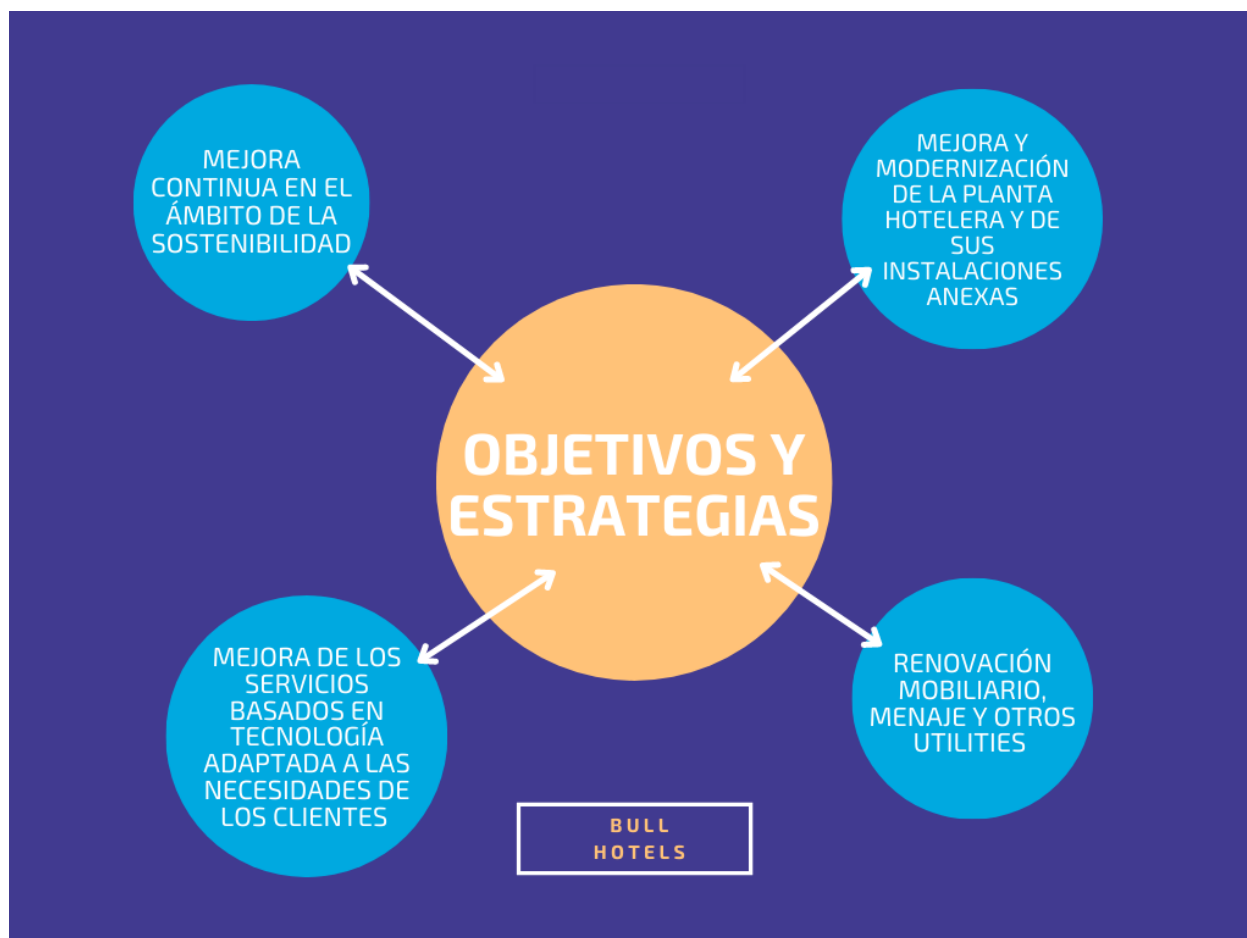 MEJORA
CONTINUA EN EL
ÁMBITO DE LA
SOSTENIBILIDAD
MEJORA Y
MODERNIZACIÓN
DE LA PLANTA
HOTELERA Y DE
SUS
INSTALACIONES
ANEXAS
OBJETIVOS Y
ESTRATEGIAS
MEJORA DE LOS
SERVICIOS
BASADOS EN
TECNOLOGÍA
ADAPTADA A LAS
NECESIDADES DE
LOS CLIENTES
RENOVACIÓN
MOBILIARIO,
MENAJE Y OTROS
UTILITIES
BULL
HOTELS